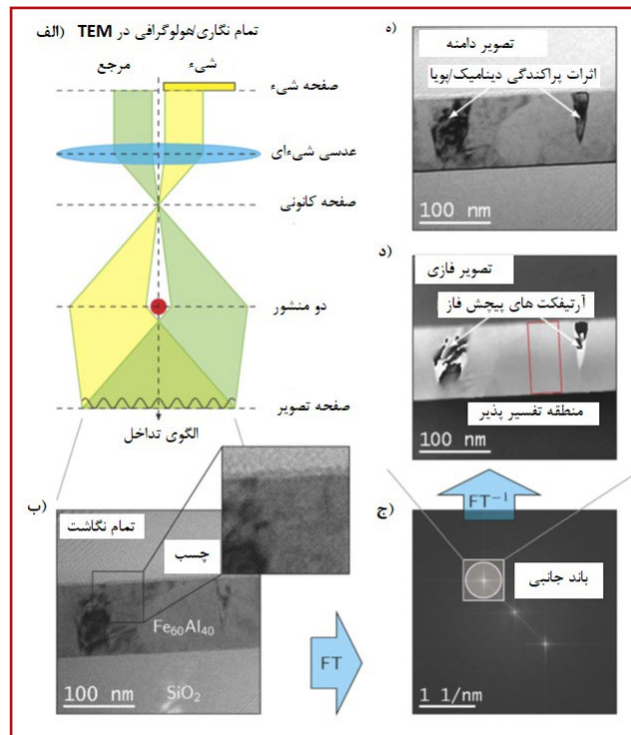 الف) تمام نگاری/هولوگرافی در TEM
مرجع
شیء
صفحه شیء
عدسی شیءای
صفحه کانونی
دو منشور
صفحه تصویر
الگوی تداخل
ب)
تمام نگاشت
چسب
Fe₆₀Al₄₀
100 nm
SiO₂
FT
ج)
باند جانبی
1 1/nm
FT⁻¹
د)
تصویر فازی
آرتیفکت های پیچش فاز
منطقه تفسیر پذیر
100 nm
ه)
تصویر دامنه
اثرات پراکندگی دینامیک/پویا
100 nm